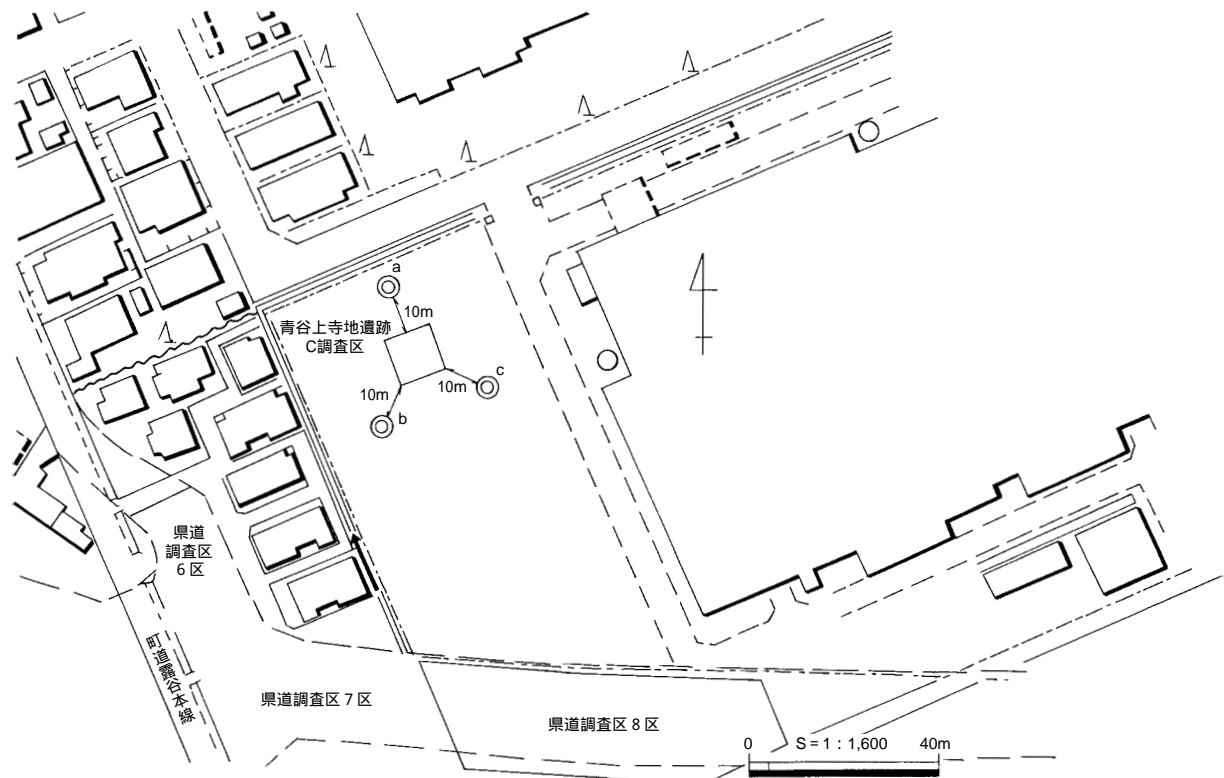 a
10m
青谷上寺地遺跡
C調査区
10m
10m
c
b
県道
調査区
6区
町道露谷本線
県道調査区7区
県道調査区8区
0 S=1：1,600 40m